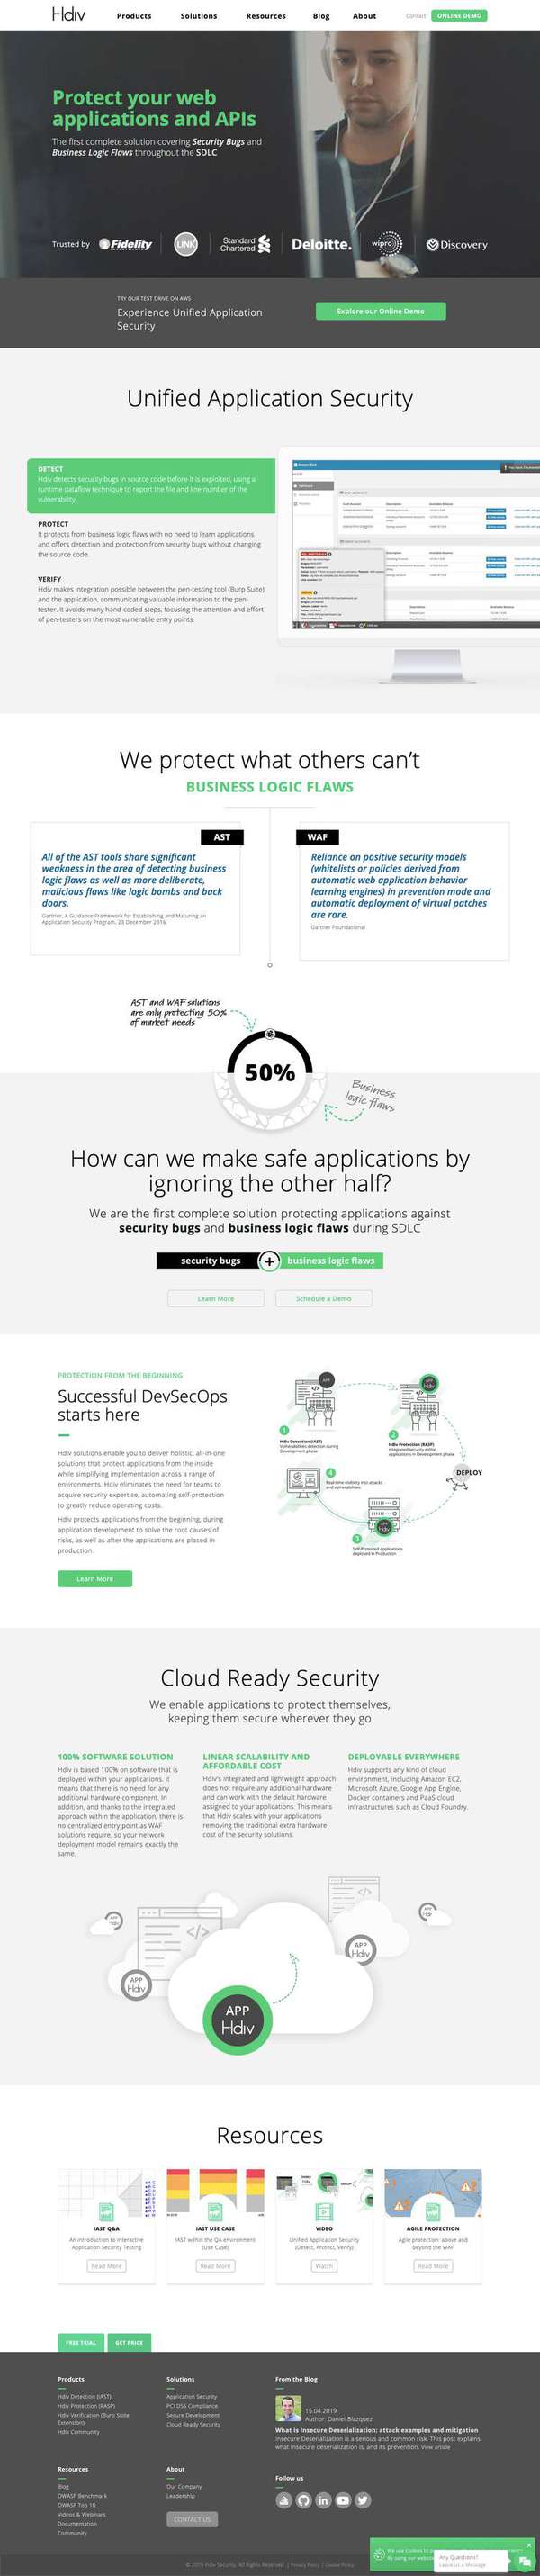 Hdiv
Products Solutions Resources Blog About Contact ONLINE DEMO
Protect your web
applications and APIs
The first complete solution covering Security Bugs and
Business Logic Flaws throughout the SDLC
Trusted by Fidelity LINK Standard Chartered Deloitte. wipro Discovery
TRY OUR TEST DRIVE ON AWS
Experience Unified Application
Security
Explore our Online Demo
Unified Application Security
DETECT
Hdiv detects security bugs in source code before it is exploited, using a
runtime dataflow technique to report the file and line number of the
vulnerability.
PROTECT
It protects from business logic flaws with no need to learn applications
and offers detection and protection from security bugs without changing
the source code.
VERIFY
Hdiv makes integration possible between the pen-testing tool (Burp Suite)
and the application, communicating valuable information to the pen-
tester. It avoids many hand-coded steps, focusing the attention and effort
of pen-testers on the most vulnerable entry points.
We protect what others can't
BUSINESS LOGIC FLAWS
AST
All of the AST tools share significant
weakness in the area of detecting business
logic flaws as well as more deliberate,
malicious flaws like logic bombs and back
doors.
Gartner, A Guidance Framework for Establishing and Maturing an
Application Security Program, 23 December 2016.
WAF
Reliance on positive security models
(whitelists or policies derived from
automatic web application behavior
learning engines) in prevention mode and
automatic deployment of virtual patches
are rare.
Gartner Foundational
AST and WAF solutions
are only protecting 50%
of market needs
50%
Business
logic flaws
How can we make safe applications by
ignoring the other half?
We are the first complete solution protecting applications against
security bugs and business logic flaws during SDLC
security bugs + business logic flaws
Learn More Schedule a Demo
PROTECTION FROM THE BEGINNING
Successful DevSecOps
starts here
Hdiv solutions enable you to deliver holistic, all-in-one
solutions that protect applications from the inside
while simplifying implementation across a range of
environments. Hdiv eliminates the need for teams to
acquire security expertise, automating self-protection
to greatly reduce operating costs.
Hdiv protects applications from the beginning, during
application development to solve the root causes of
risks, as well as after the applications are placed in
production.
Learn More
APP
APP
Hdiv
1
Hdiv Detection (IAST)
Vulnerabilities detection during
Development phase
2
Hdiv Protection (RASP)
Integrated security within
applications in Development phase
DEPLOY
4
Real-time visibility into attacks
and vulnerabilities
APP
Hdiv
3
Self-Protected applications
deployed in Production
Cloud Ready Security
We enable applications to protect themselves,
keeping them secure wherever they go
100% SOFTWARE SOLUTION
Hdiv is based 100% on software that is
deployed within your applications, it
means that there is no need for any
additional hardware component. In
addition, and thanks to the integrated
approach within the application, there is
no centralized entry point as WAF
solutions require, so your network
deployment model remains exactly the
same.
LINEAR SCALABILITY AND
AFFORDABLE COST
Hdiv's integrated and lightweight approach
does not require any additional hardware
and can work with the default hardware
assigned to your applications. This means
that Hdiv scales with your applications
removing the traditional extra hardware
cost of the security solutions.
DEPLOYABLE EVERYWHERE
Hdiv supports any kind of cloud
environment, including Amazon EC2,
Microsoft Azure, Google App Engine,
Docker containers and PaaS cloud
infrastructures such as Cloud Foundry.
APP
Hdiv
APP
Hdiv
APP
Hdiv
APP
Hdiv
APP
Hdiv
Resources
IAST Q&A
An introduction to Interactive
Application Security Testing
Read More
IAST USE CASE
IAST within the QA environment
(Use Case)
Read More
VIDEO
Unified Application Security
(Detect, Protect, Verify)
Watch
AGILE PROTECTION
Agile protection: above and
beyond the WAF
Read More
FREE TRIAL GET PRICE
Products
Hdiv Detection (IAST)
Hdiv Protection (RASP)
Hdiv Verification (Burp Suite
Extension)
Hdiv Community
Solutions
Application Security
PCI DSS Compliance
Secure Development
Cloud Ready Security
From the Blog
15.04.2019
Author: Daniel Blazquez
What Is Insecure Deserialization: attack examples and mitigation
Insecure Deserialization is a serious and common risk. This post explains
what insecure deserialization is, and its prevention. View article
Resources
Blog
OWASP Benchmark
OWASP Top 10
Videos & Webinars
Documentation
Community
About
Our Company
Leadership
CONTACT US
Follow us
© 2019 Hdiv Security, All Rights Reserved. | Privacy Policy | Cookie Policy
We use cookies to
By using our website
Any Questions?
Leave us a Message